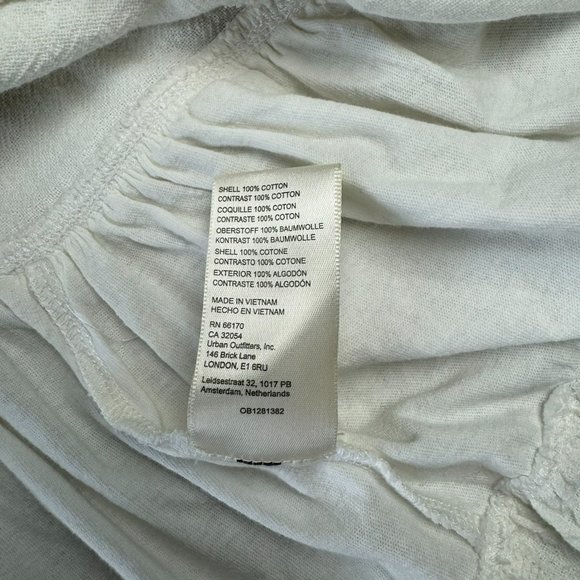 SHELL 100% COTTON
CONTRAST 100% COTTON
COQUILLE 100% COTON
CONTRASTE 100% COTON
OBERSTOFF 100% BAUMWOLLE
KONTRAST 100% BAUMWOLLE
SHELL 100% COTONE
CONTRASTO 100% COTONE
EXTERIOR 100% ALGODÓN
CONTRASTE 100% ALGODÓN
MADE IN VIETNAM
HECHO EN VIETNAM
RN 66170
CA 32054
Urban Outfitters, Inc.
146 Brick Lane
LONDON, E1 6RU
Leidsestraat 32, 1017 PB
Amsterdam, Netherlands
OB1281382